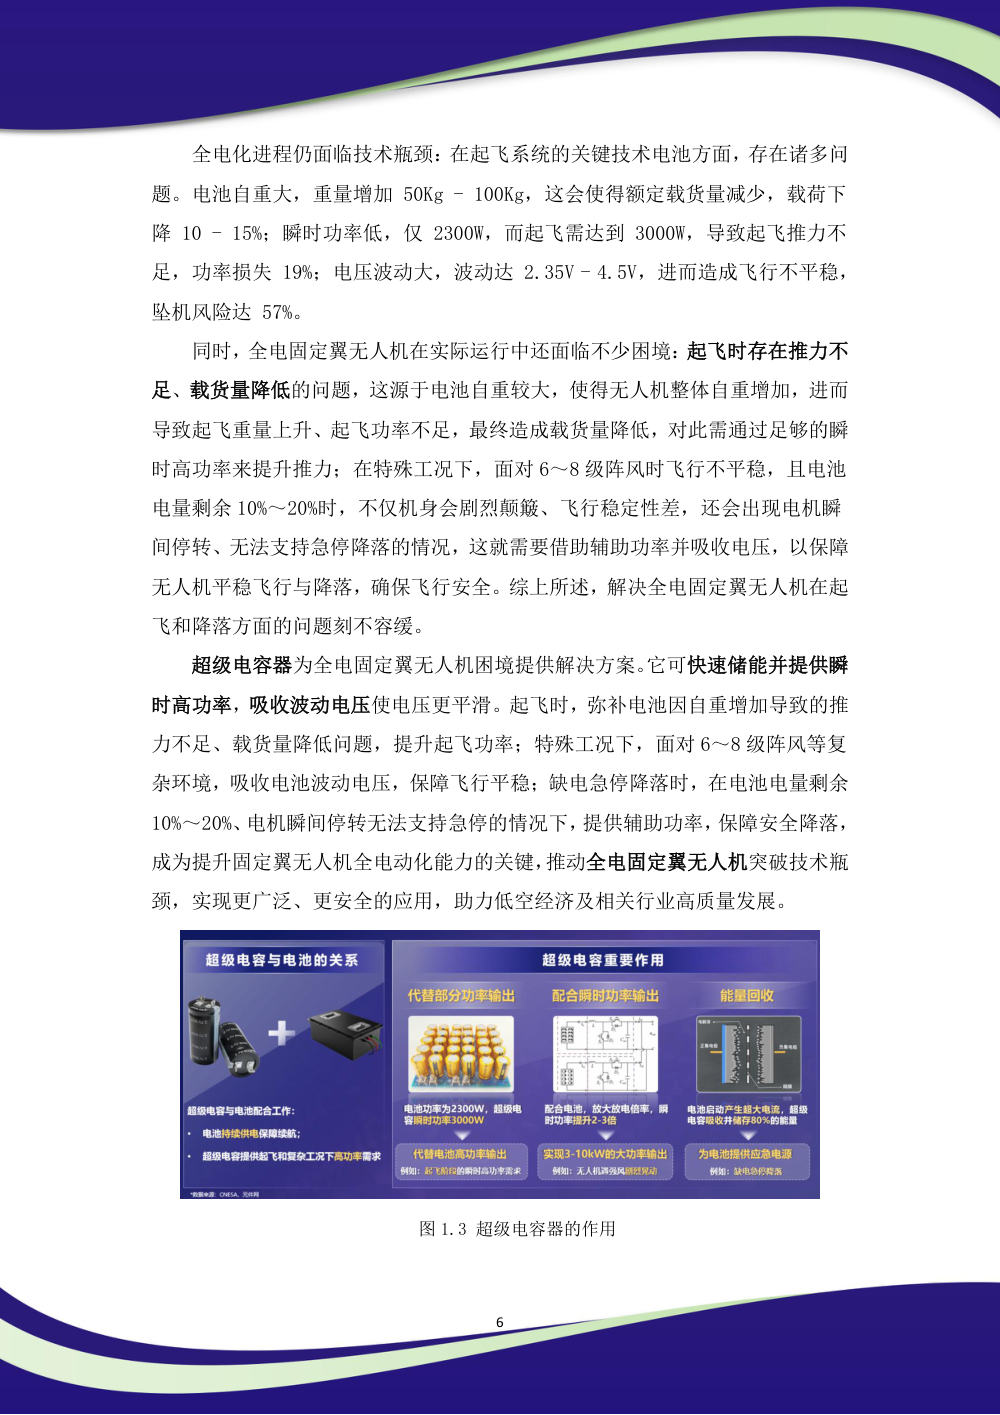 全电化进程仍面临技术瓶颈：在起飞系统的关键技术电池方面，存在诸多问
题。电池自重大，重量增加 50Kg - 100Kg，这会使得额定载货量减少，载荷下
降 10 - 15%；瞬时功率低，仅 2300W，而起飞需达到 3000W，导致起飞推力不
足，功率损失 19%；电压波动大，波动达 2.35V - 4.5V，进而造成飞行不平稳，
坠机风险达 57%。
同时，全电固定翼无人机在实际运行中还面临不少困境：起飞时存在推力不
足、载货量降低的问题，这源于电池自重较大，使得无人机整体自重增加，进而
导致起飞重量上升、起飞功率不足，最终造成载货量降低，对此需通过足够的瞬
时高功率来提升推力；在特殊工况下，面对 6～8 级阵风时飞行不平稳，且电池
电量剩余 10%～20%时，不仅机身会剧烈颠簸、飞行稳定性差，还会出现电机瞬
间停转、无法支持急停降落的情况，这就需要借助辅助功率并吸收电压，以保障
无人机平稳飞行与降落，确保飞行安全。综上所述，解决全电固定翼无人机在起
飞和降落方面的问题刻不容缓。
超级电容器为全电固定翼无人机困境提供解决方案。它可快速储能并提供瞬
时高功率，吸收波动电压使电压更平滑。起飞时，弥补电池因自重增加导致的推
力不足、载货量降低问题，提升起飞功率；特殊工况下，面对 6～8 级阵风等复
杂环境，吸收电池波动电压，保障飞行平稳；缺电急停降落时，在电池电量剩余
10%～20%、电机瞬间停转无法支持急停的情况下，提供辅助功率，保障安全降落，
成为提升固定翼无人机全电动化能力的关键，推动全电固定翼无人机突破技术瓶
颈，实现更广泛、更安全的应用，助力低空经济及相关行业高质量发展。
超级电容与电池的关系
超级电容与电池配合工作：
• 电池持续供电保障续航；
• 超级电容提供起飞和复杂工况下高功率需求
*数据来源：CNESA、元件网
超级电容重要作用
代替部分功率输出
电池功率为2300W，超级电
容瞬时功率3000W
代替电池高功率输出
例如：起飞阶段的瞬时高功率需求
配合瞬时功率输出
配合电池，放大放电倍率，瞬
时功率提升2-3倍
实现3-10kW的大功率输出
例如：无人机遇强风剧烈晃动
能量回收
电解液
正集电极
负集电极
隔膜
电池启动产生超大电流，超级
电容吸收并储存80%的能量
为电池提供应急电源
例如：缺电急停降落
图 1.3 超级电容器的作用
6